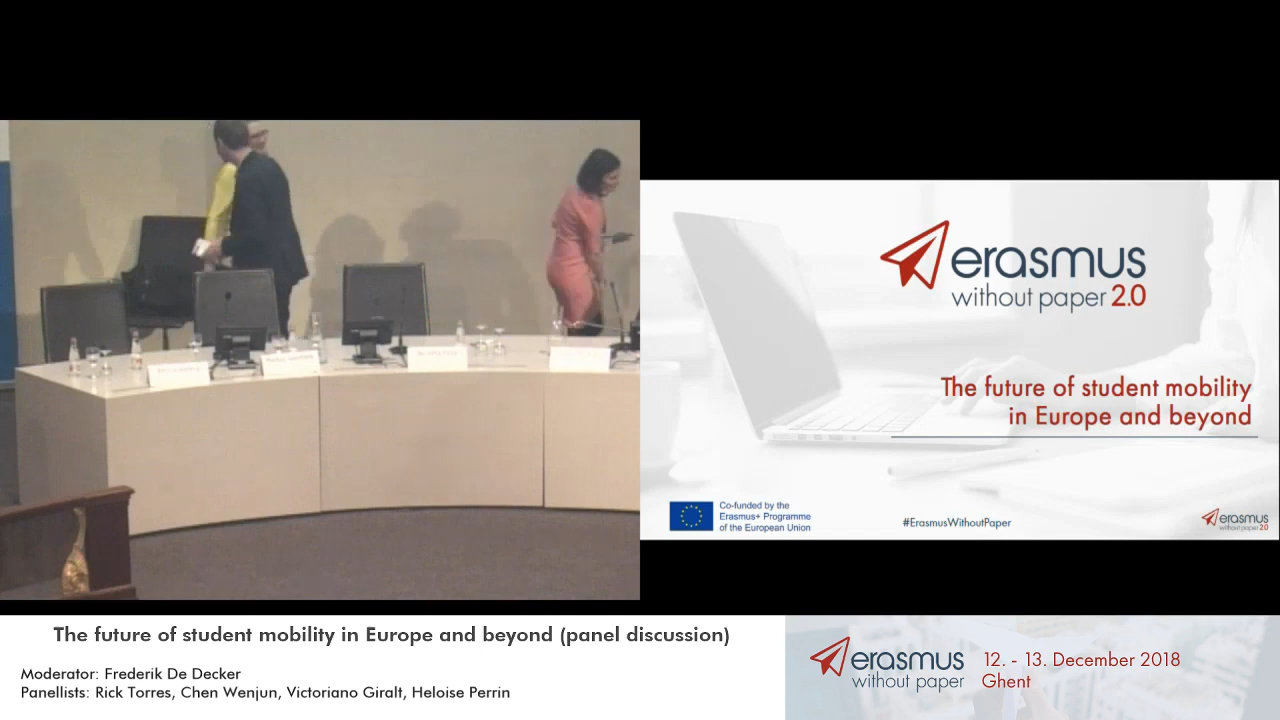 erasmus
without paper 2.0
The future of student mobility
in Europe and beyond
Co-funded by the
Erasmus+ Programme
of the European Union
#ErasmusWithoutPaper
erasmus
without paper 2.0
The future of student mobility in Europe and beyond (panel discussion)
Moderator: Frederik De Decker
Panellists: Rick Torres, Chen Wenjun, Victoriano Giralt, Heloise Perrin
erasmus
without paper
12. - 13. December 2018
Ghent